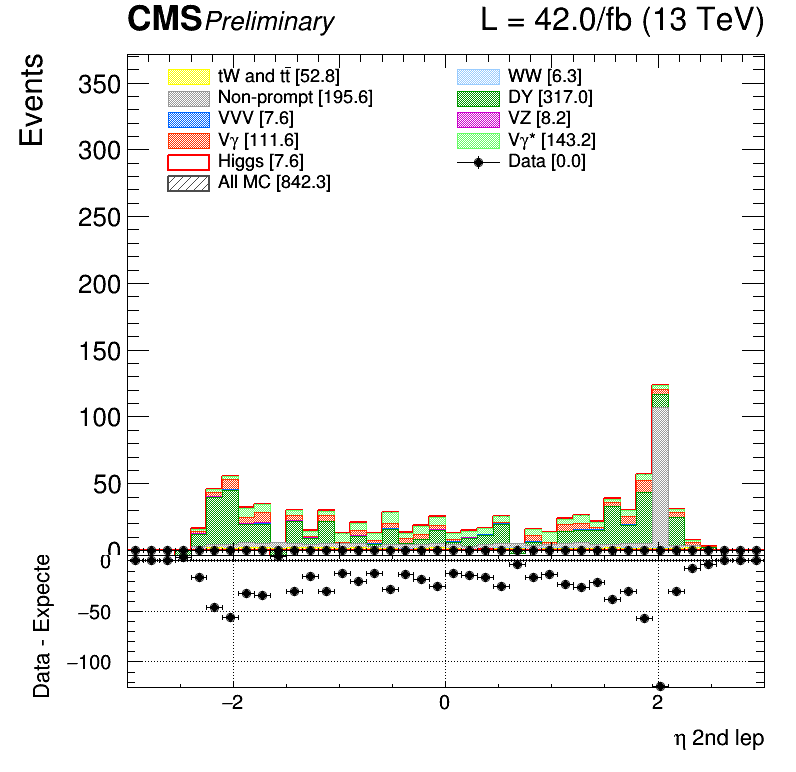 CMS Preliminary L = 42.0/fb (13 TeV)
Events
350
300
250
200
150
100
50
0
tW and tt̄ [52.8]
Non-prompt [195.6]
VVV [7.6]
Vγ [111.6]
Higgs [7.6]
All MC [842.3]
WW [6.3]
DY [317.0]
VZ [8.2]
Vγ* [143.2]
Data [0.0]
Data - Expecte
0
−50
−100
−2 0 2
η 2nd lep